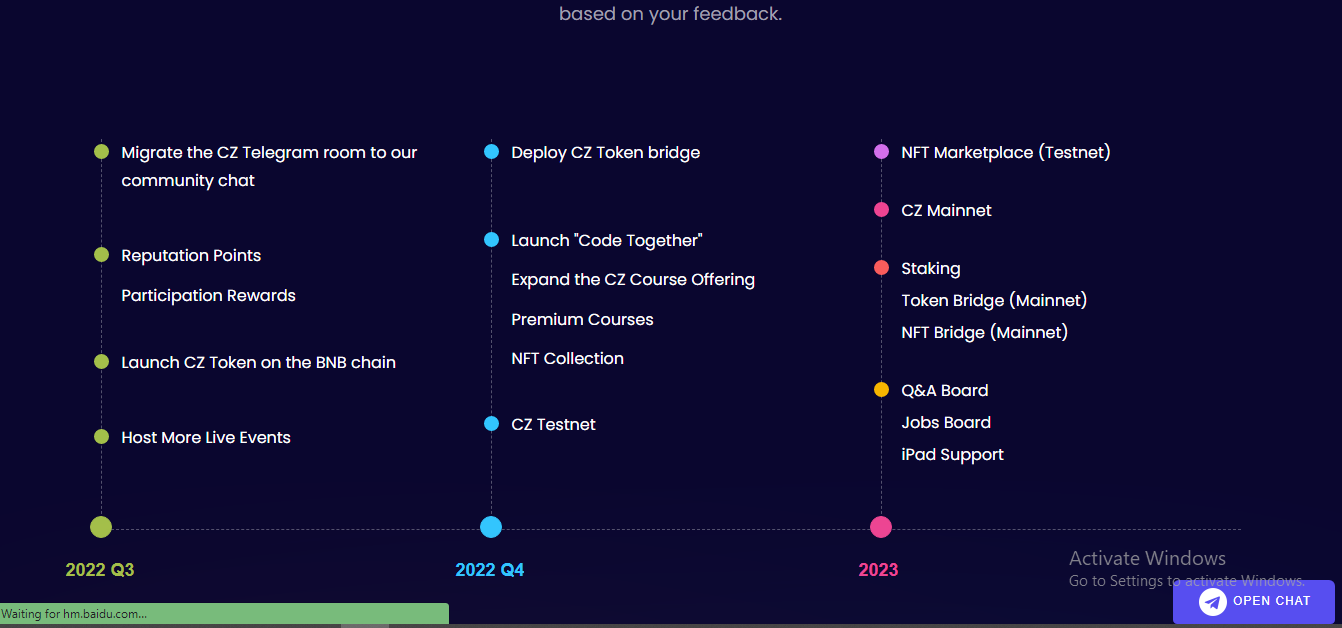 based on your feedback.
Migrate the CZ Telegram room to our
community chat
Reputation Points
Participation Rewards
Launch CZ Token on the BNB chain
Host More Live Events
2022 Q3
Deploy CZ Token bridge
Launch "Code Together"
Expand the CZ Course Offering
Premium Courses
NFT Collection
CZ Testnet
2022 Q4
NFT Marketplace (Testnet)
CZ Mainnet
Staking
Token Bridge (Mainnet)
NFT Bridge (Mainnet)
Q&A Board
Jobs Board
iPad Support
2023
Activate Windows
Go to Settings to activate Windows.
OPEN CHAT
Waiting for hm.baidu.com...